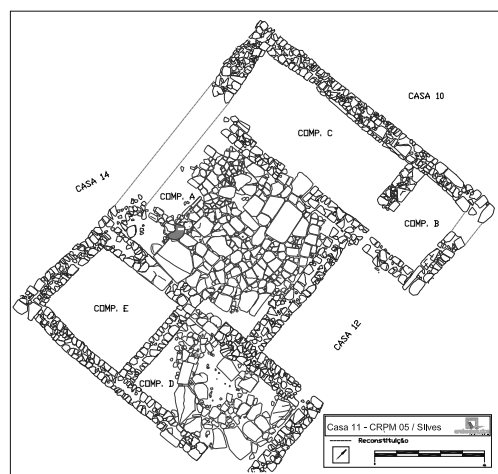 CASA 10
COMP. C
CASA 14
COMP. A
COMP. B
COMP. E
CASA 12
COMP. D
Casa 11 - CRPM 05 / Silves
Reconstituição